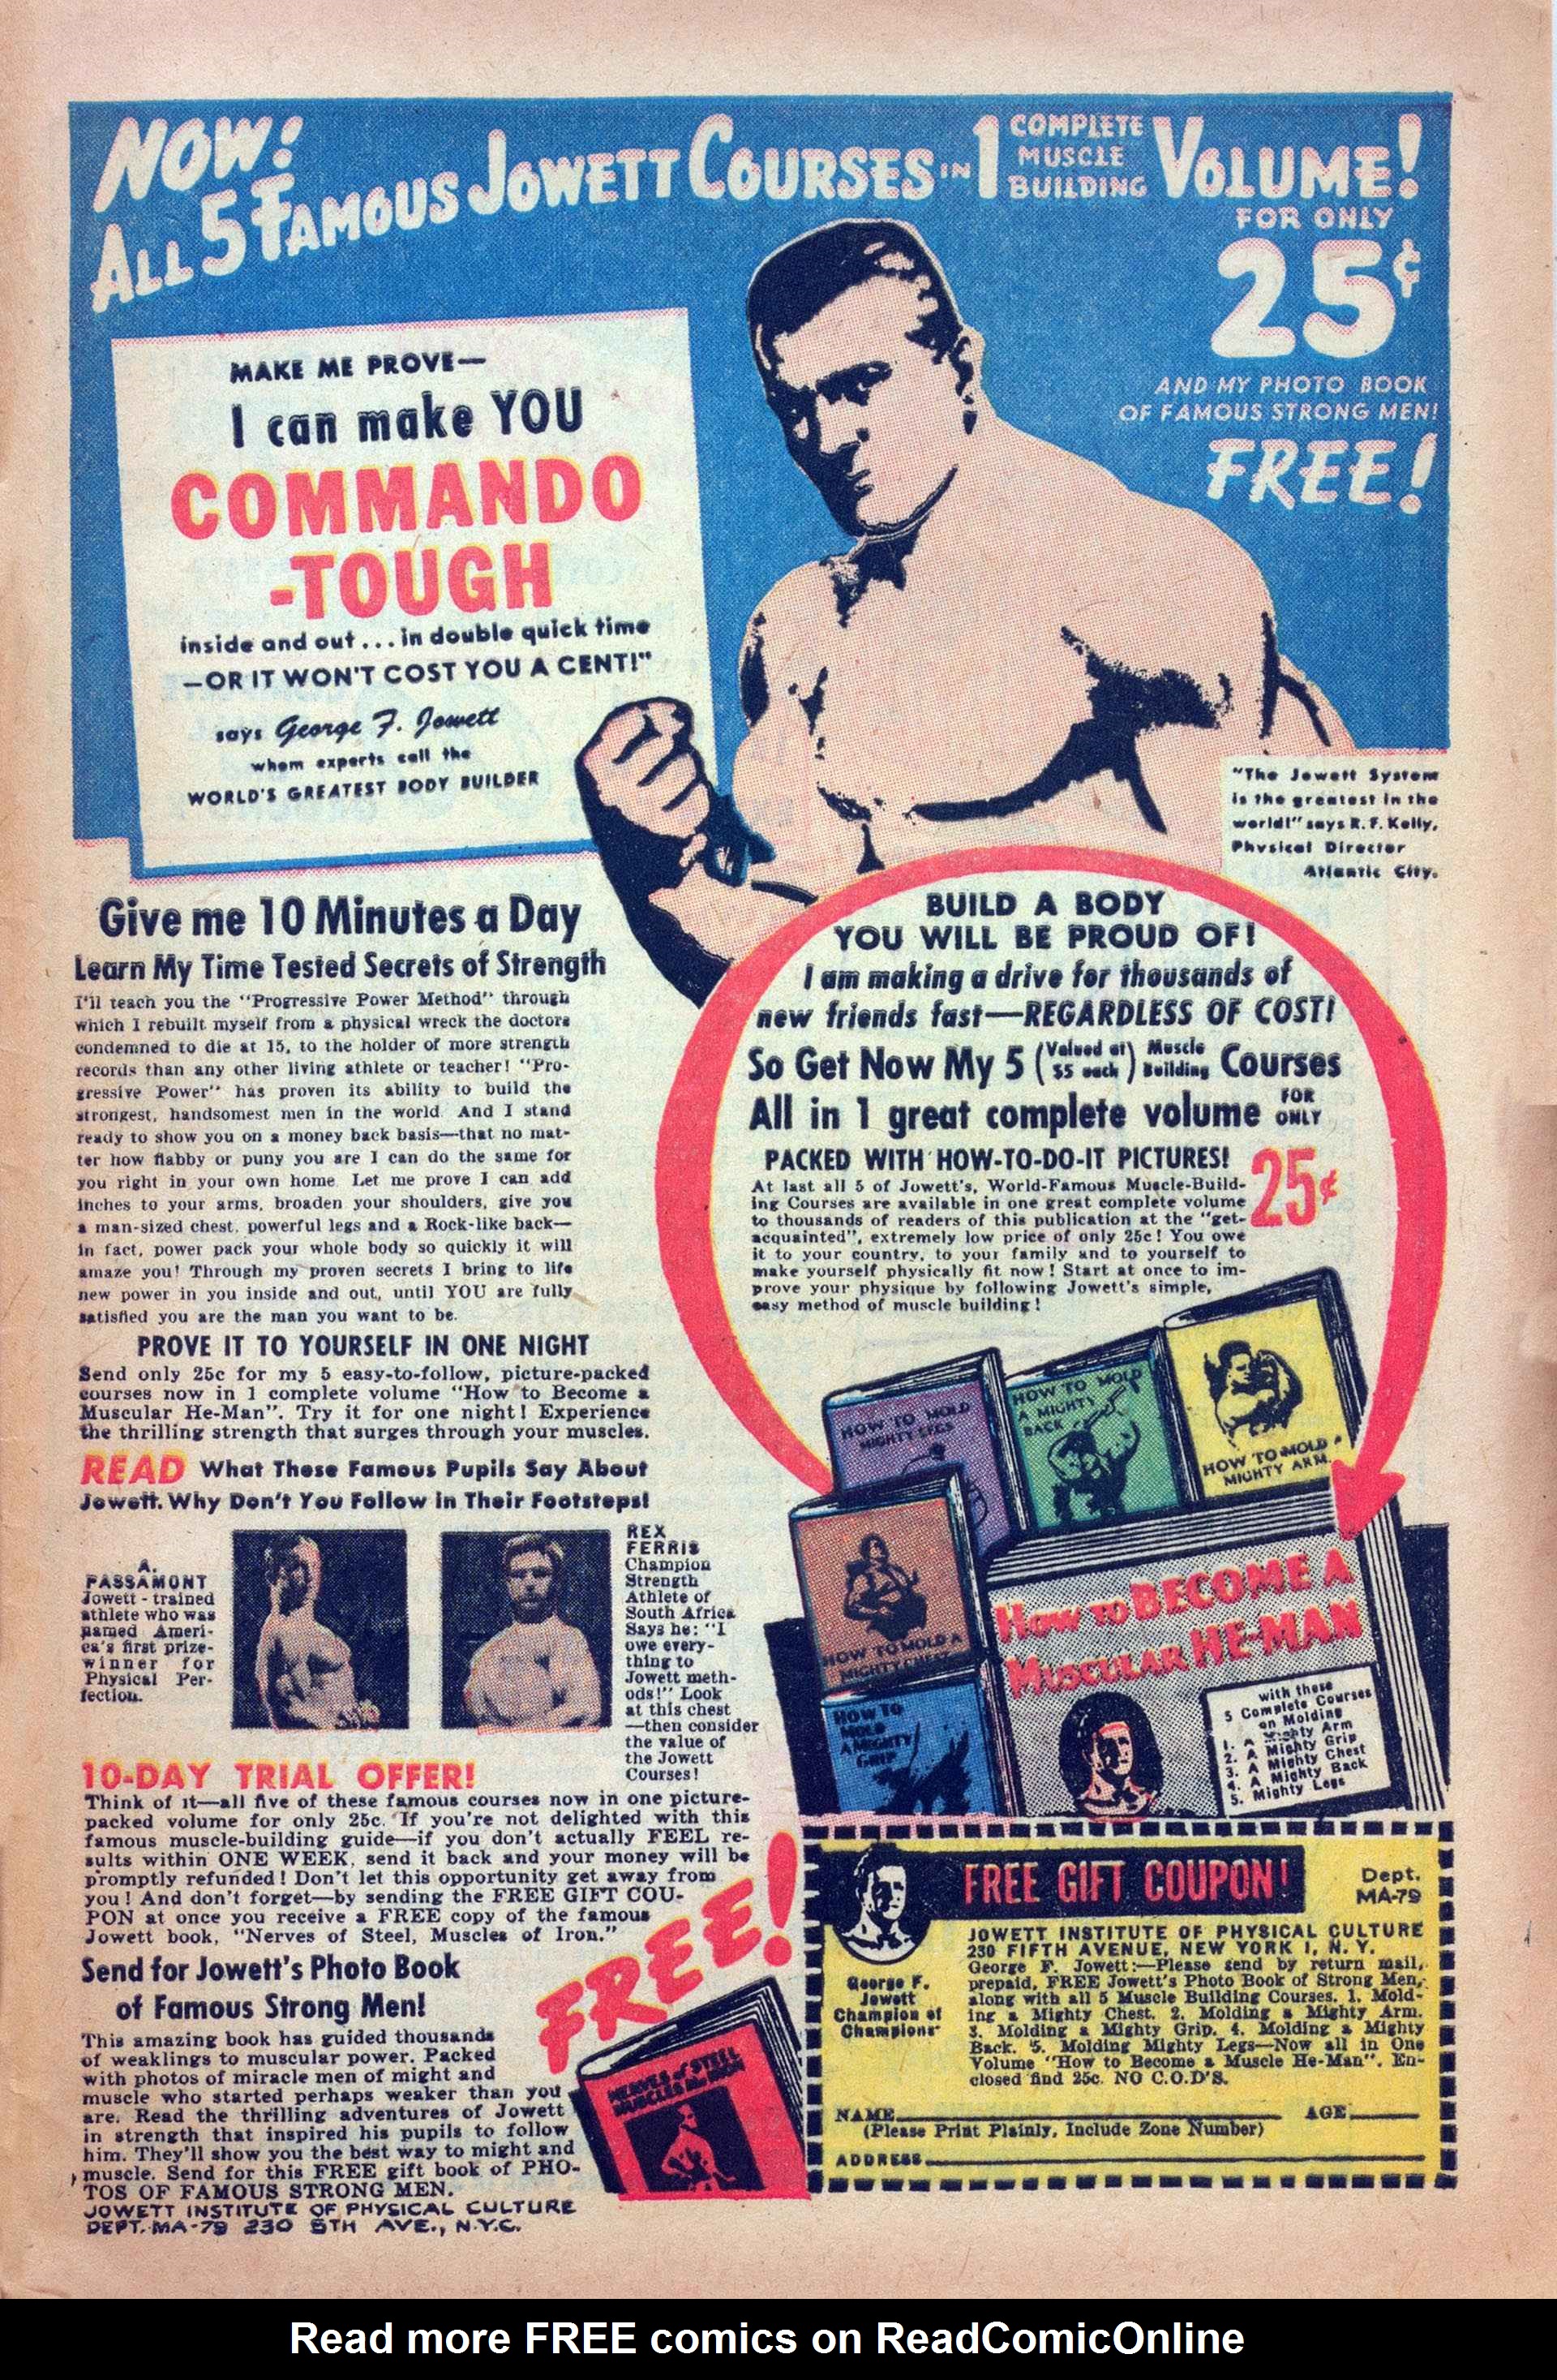 NOW!
ALL 5 FAMOUS JOWETT COURSES IN 1 COMPLETE MUSCLE BUILDING VOLUME!
FOR ONLY
25¢
AND MY PHOTO BOOK
OF FAMOUS STRONG MEN!
FREE!
MAKE ME PROVE—
I can make YOU
COMMANDO
-TOUGH
inside and out... in double quick time
—OR IT WON'T COST YOU A CENT!"
says George F. Jowett
whom experts call the
WORLD'S GREATEST BODY BUILDER
"The Jowett System
is the greatest in the
world!" says R. F. Kelly,
Physical Director
Atlantic City.
Give me 10 Minutes a Day
Learn My Time Tested Secrets of Strength
I'll teach you the "Progressive Power Method" through
which I rebuilt myself from a physical wreck the doctors
condemned to die at 15, to the holder of more strength
records than any other living athlete or teacher! "Pro-
gressive Power" has proven its ability to build the
strongest, handsomest men in the world. And I stand
ready to show you on a money back basis—that no mat-
ter how flabby or puny you are I can do the same for
you right in your own home. Let me prove I can add
inches to your arms, broaden your shoulders, give you
a man-sized chest, powerful legs and a Rock-like back—
in fact, power pack your whole body so quickly it will
amaze you! Through my proven secrets I bring to life
new power in you inside and out, until YOU are fully
satisfied you are the man you want to be.
PROVE IT TO YOURSELF IN ONE NIGHT
Send only 25c for my 5 easy-to-follow, picture-packed
courses now in 1 complete volume "How to Become a
Muscular He-Man". Try it for one night! Experience
the thrilling strength that surges through your muscles.
READ What These Famous Pupils Say About
Jowett. Why Don't You Follow in Their Footsteps!
A.
PASSAMONT
Jowett-trained
athlete who was
named Ameri-
ca's first prize-
winner for
Physical Per-
fection.
REX
FERRIS
Champion
Strength
Athlete of
South Africa
Says he: "I
owe every-
thing to
Jowett meth-
ods!" Look
at this chest
—then consider
the value of
the Jowett
Courses!
10-DAY TRIAL OFFER!
Think of it—all five of these famous courses now in one picture-
packed volume for only 25c. If you're not delighted with this
famous muscle-building guide—if you don't actually FEEL re-
sults within ONE WEEK, send it back and your money will be
promptly refunded! Don't let this opportunity get away from
you! And don't forget—by sending the FREE GIFT COU-
PON at once you receive a FREE copy of the famous
Jowett book, "Nerves of Steel, Muscles of Iron."
Send for Jowett's Photo Book
of Famous Strong Men!
This amazing book has guided thousands
of weaklings to muscular power. Packed
with photos of miracle men of might and
muscle who started perhaps weaker than you
are. Read the thrilling adventures of Jowett
in strength that inspired his pupils to follow
him. They'll show you the best way to might and
muscle. Send for this FREE gift book of PHO-
TOS OF FAMOUS STRONG MEN.
JOWETT INSTITUTE OF PHYSICAL CULTURE
DEPT. MA-79 230 5TH AVE., N.Y.C.
FREE!
NERVES of STEEL
MUSCLES like IRON
BUILD A BODY
YOU WILL BE PROUD OF!
I am making a drive for thousands of
new friends fast—REGARDLESS OF COST!
So Get Now My 5 (Valued at $5 each) Muscle Building Courses
All in 1 great complete volume FOR ONLY
PACKED WITH HOW-TO-DO-IT PICTURES!
25¢
At last all 5 of Jowett's, World-Famous Muscle-Build-
ing Courses are available in one great complete volume
to thousands of readers of this publication at the "get-
acquainted", extremely low price of only 25c! You owe
it to your country, to your family and to yourself to
make yourself physically fit now! Start at once to im-
prove your physique by following Jowett's simple,
easy method of muscle building!
HOW TO MOLD
MIGHTY LEGS
HOW TO MOLD
A MIGHTY
BACK
HOW TO MOLD A
MIGHTY ARM
HOW TO MOLD A
MIGHTY CHEST
HOW TO
MOLD
A MIGHTY
GRIP
HOW TO BECOME A
MUSCULAR HE-MAN
with these
5 Complete Courses
on Molding
1. A Mighty Arm
2. A Mighty Grip
3. A Mighty Chest
4. A Mighty Back
5. Mighty Legs
FREE GIFT COUPON!
Dept.
MA-79
George F.
Jowett
Champion of
Champions"
JOWETT INSTITUTE OF PHYSICAL CULTURE
230 FIFTH AVENUE, NEW YORK 1, N. Y.
George F. Jowett:—Please send by return mail,
prepaid, FREE Jowett's Photo Book of Strong Men,
along with all 5 Muscle Building Courses. 1. Mold-
ing a Mighty Chest. 2. Molding a Mighty Arm.
3. Molding a Mighty Grip. 4. Molding a Mighty
Back. 5. Molding Mighty Legs—Now all in One
Volume "How to Become a Muscle He-Man". En-
closed find 25c. NO C.O.D'S.
NAME AGE
(Please Print Plainly, Include Zone Number)
ADDRESS
Read more FREE comics on ReadComicOnline